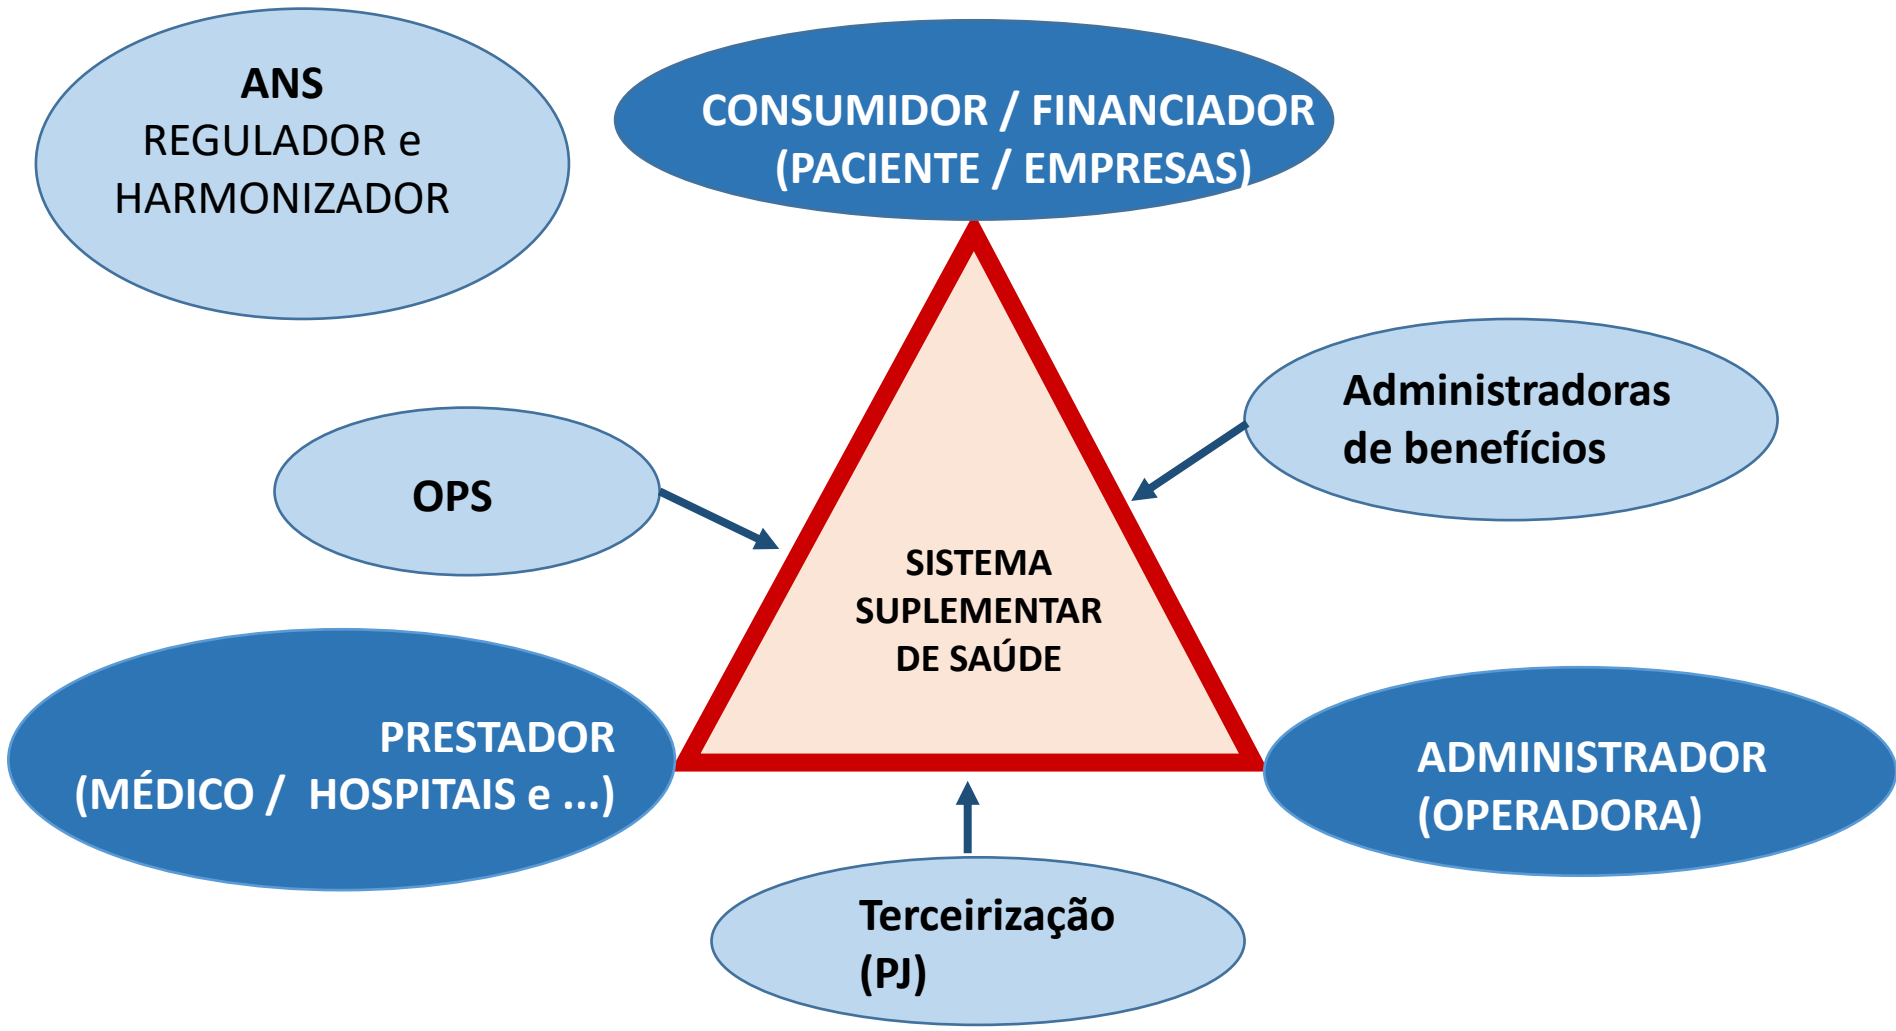 ANS
REGULADOR e
HARMONIZADOR
CONSUMIDOR / FINANCIADOR
(PACIENTE / EMPRESAS)
Administradoras
de benefícios
OPS
SISTEMA
SUPLEMENTAR
DE SAÚDE
PRESTADOR
(MÉDICO /  HOSPITAIS e ...)
ADMINISTRADOR
(OPERADORA)
Terceirização
(PJ)